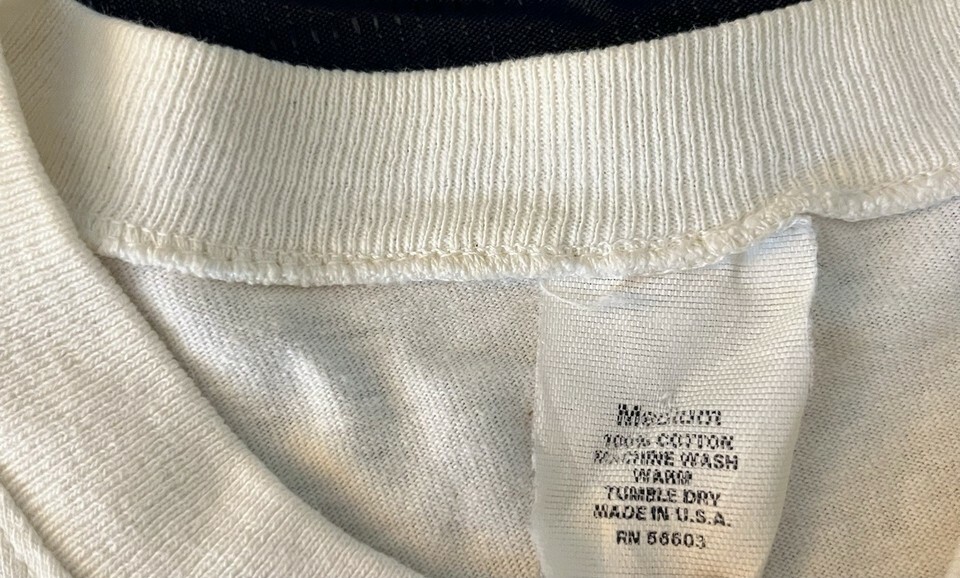 Medium
100% COTTON
MACHINE WASH
WARM
TUMBLE DRY
MADE IN U.S.A.
RN 56603